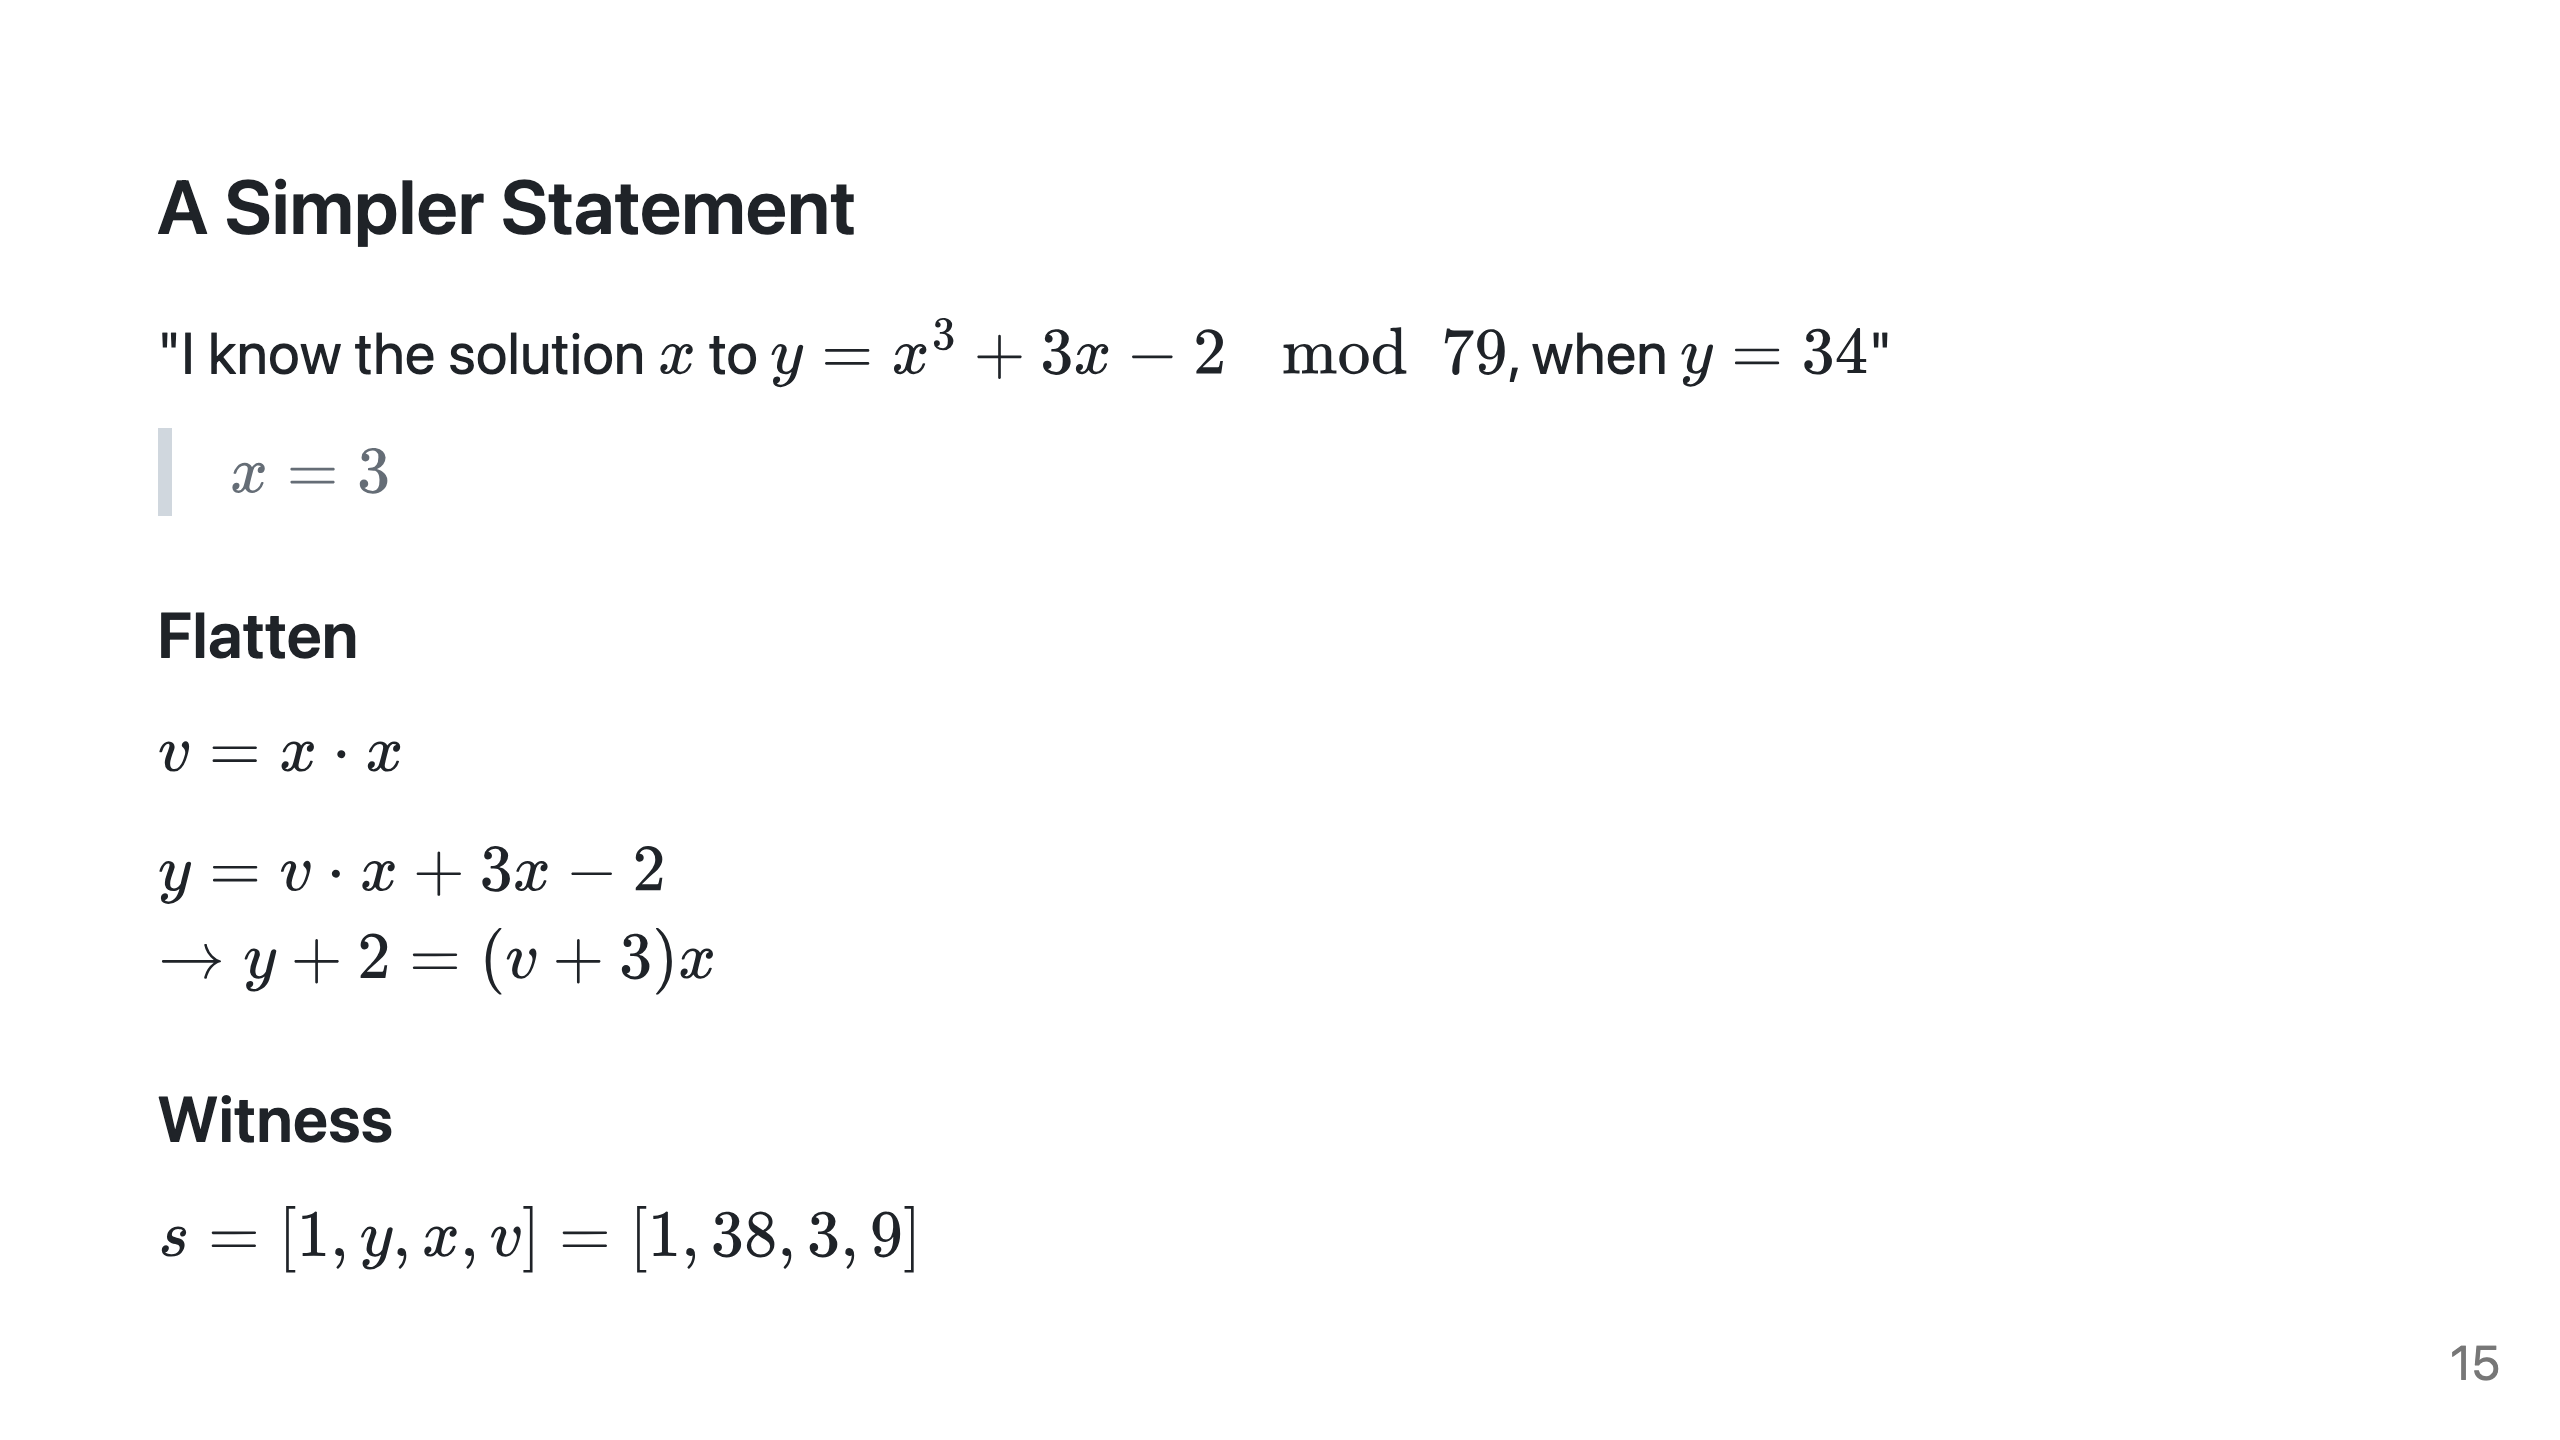 A Simpler Statement
"I know the solution x to y = x³ + 3x − 2 mod 79, when y = 34"
x = 3
Flatten
v = x · x
y = v · x + 3x − 2
→ y + 2 = (v + 3)x
Witness
s = [1, y, x, v] = [1, 38, 3, 9]
15